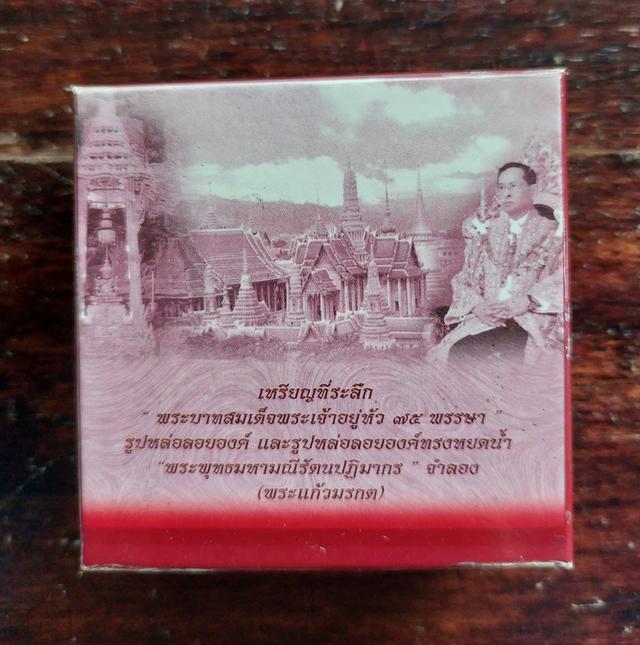 เหรียญที่ระลึก
" พระบาทสมเด็จพระเจ้าอยู่หัว ๗๕ พรรษา "
รูปหล่อลอยองค์ และรูปหล่อลอยองค์ทรงหยดน้ำ
"พระพุทธมหามณีรัตนปฏิมากร " จำลอง
(พระแก้วมรกต)